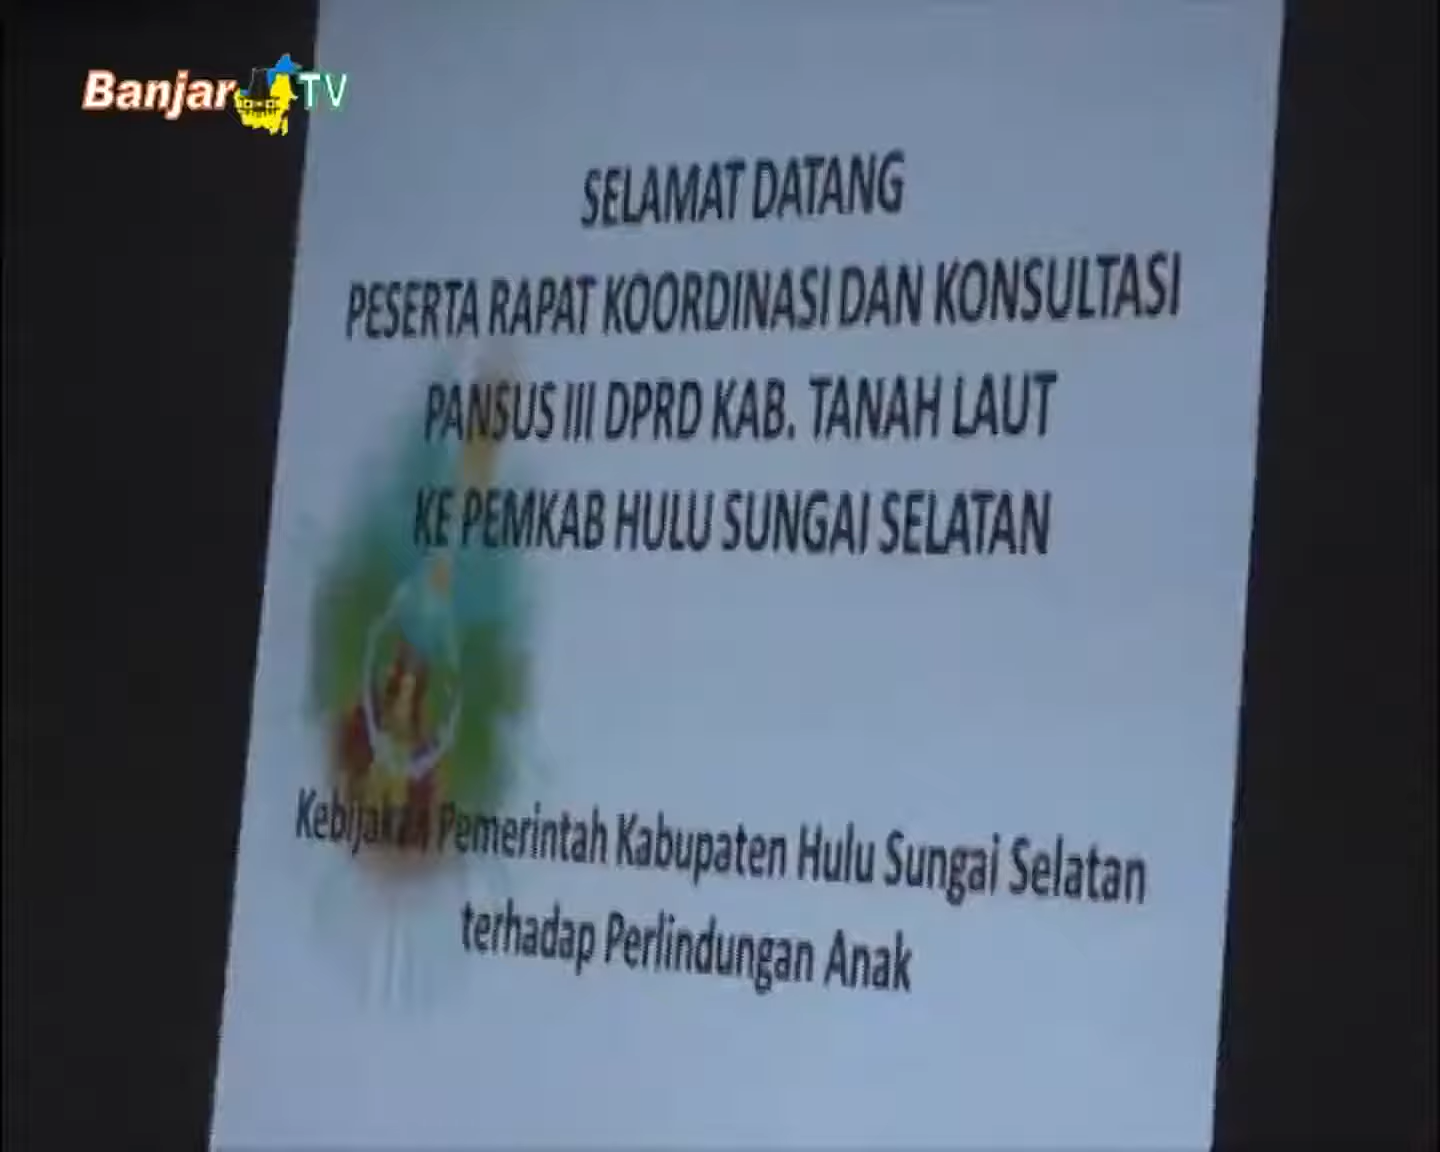 Banjar TV
SELAMAT DATANG
PESERTA RAPAT KOORDINASI DAN KONSULTASI
PANSUS III DPRD KAB. TANAH LAUT
KE PEMKAB HULU SUNGAI SELATAN
Kebijakan Pemerintah Kabupaten Hulu Sungai Selatan
terhadap Perlindungan Anak